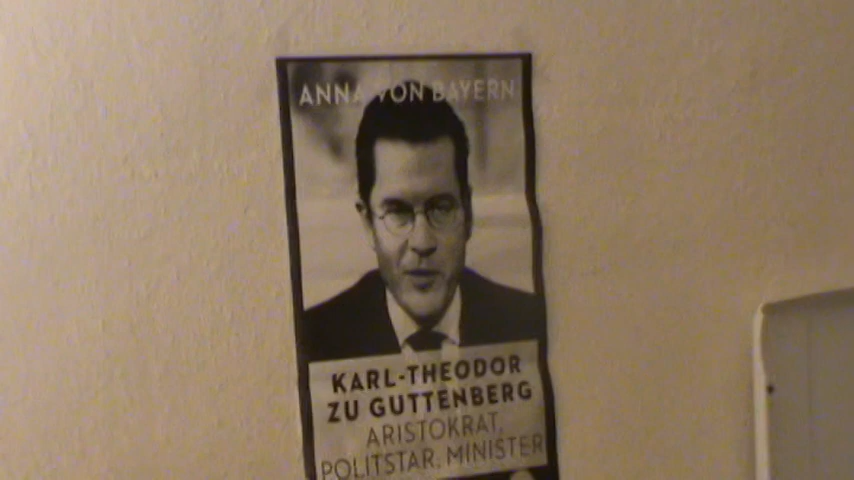 ANNA VON BAYERN
KARL-THEODOR
ZU GUTTENBERG
ARISTOKRAT,
POLITSTAR, MINISTER